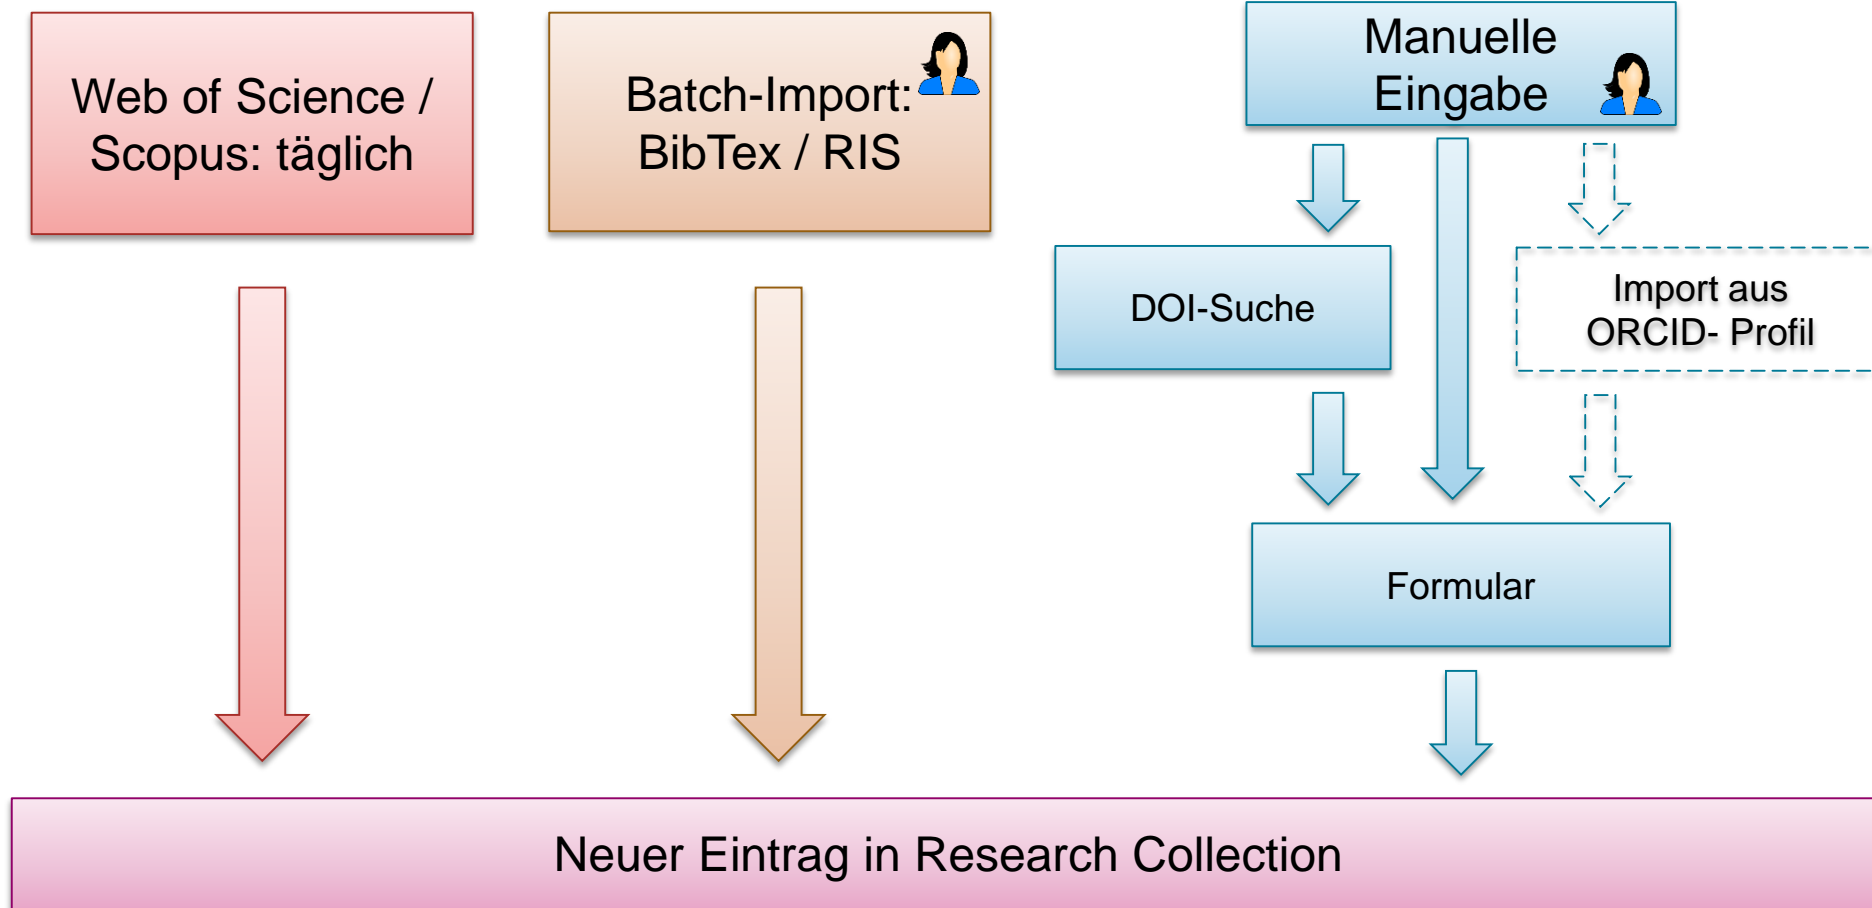 Web of Science /
Scopus: täglich
Batch-Import:
BibTex / RIS
Manuelle
Eingabe
DOI-Suche
Import aus
ORCID- Profil
Formular
Neuer Eintrag in Research Collection